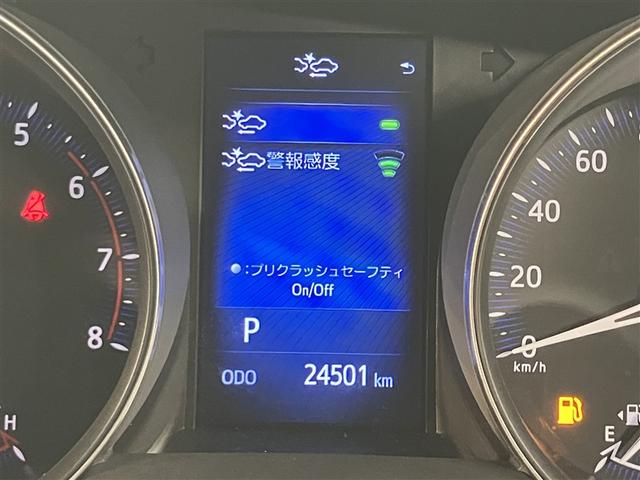 警報感度
:プリクラッシュセーフティ
On/Off
P
ODO 24501 km
5
6
7
8
H
60
40
20
0
km/h
E